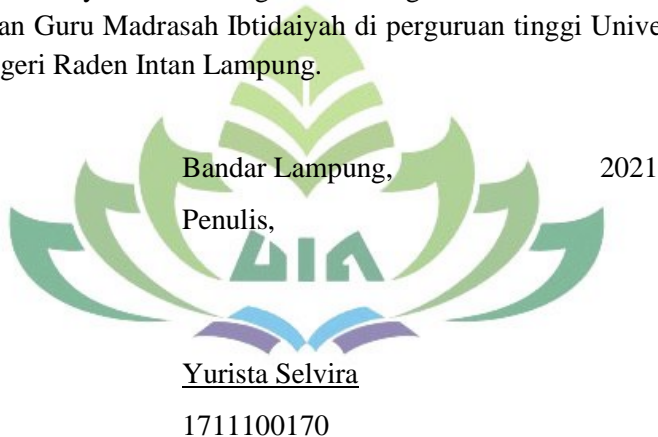 an Guru Madrasah Ibtidaiyah di perguruan tinggi Unive
geri Raden Intan Lampung.
Bandar Lampung, 2021
Penulis,
UIN
Yurista Selvira
1711100170